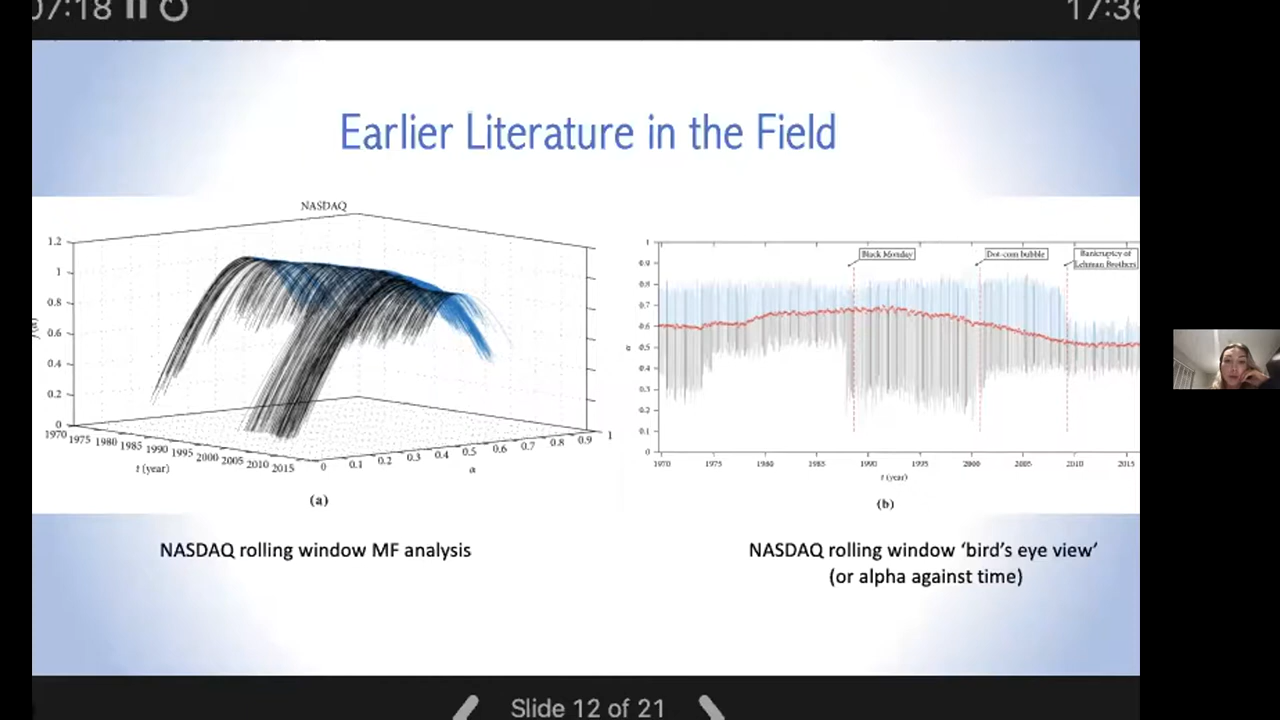 07:18
17:36
Earlier Literature in the Field
NASDAQ
1.2
1
0.8
0.6
0.4
0.2
0
f(α)
1970 1975 1980 1985 1990 1995 2000 2005 2010 2015
t (year)
0 0.1 0.2 0.3 0.4 0.5 0.6 0.7 0.8 0.9 1
α
(a)
1
0.9
0.8
0.7
0.6
0.5
0.4
0.3
0.2
0.1
0
α
Black Monday
Dot-com bubble
Bankruptcy of
Lehman Brothers
1970 1975 1980 1985 1990 1995 2000 2005 2010 2015
t (year)
(b)
NASDAQ rolling window MF analysis
NASDAQ rolling window ‘bird’s eye view’
(or alpha against time)
Slide 12 of 21